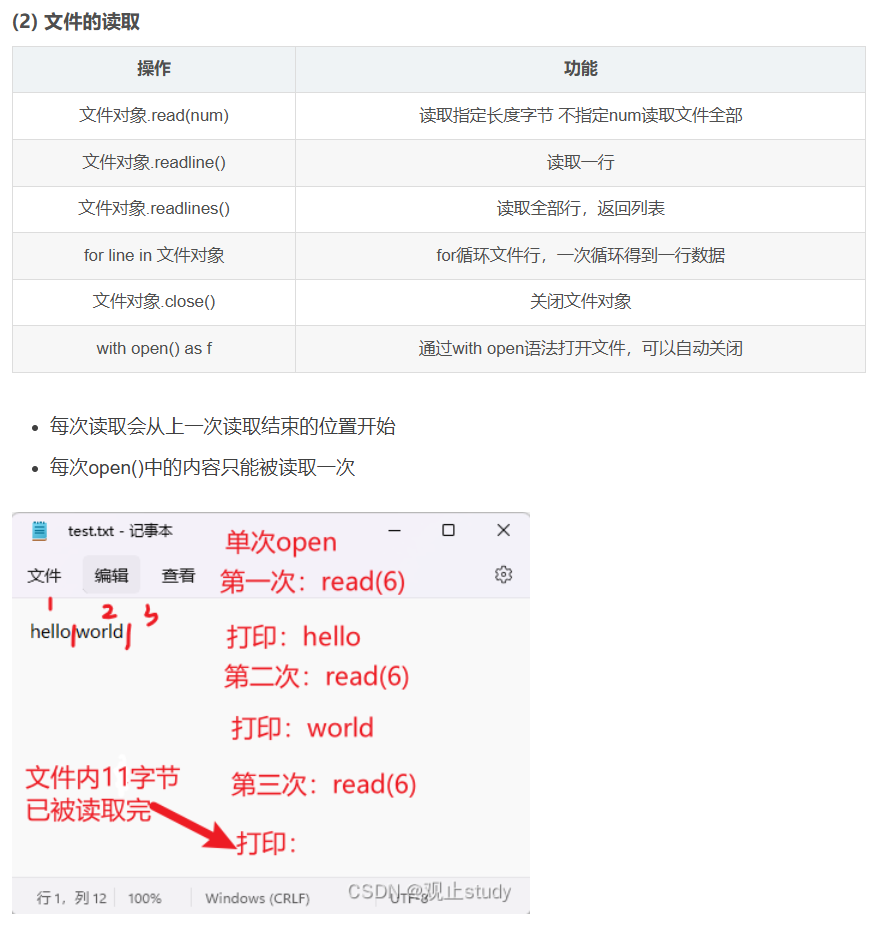 (2) 文件的读取
操作 功能
文件对象.read(num) 读取指定长度字节 不指定num读取文件全部
文件对象.readline() 读取一行
文件对象.readlines() 读取全部行，返回列表
for line in 文件对象 for循环文件行，一次循环得到一行数据
文件对象.close() 关闭文件对象
with open() as f 通过with open语法打开文件，可以自动关闭
每次读取会从上一次读取结束的位置开始
每次open()中的内容只能被读取一次
test.txt - 记事本
单次open
文件 编辑 查看
第一次：read(6)
1 2 3
hello world
打印：hello
第二次：read(6)
打印：world
第三次：read(6)
文件内11字节
已被读取完
打印：
行 1，列 12 100% Windows (CRLF) UTF-8
CSDN @观止study